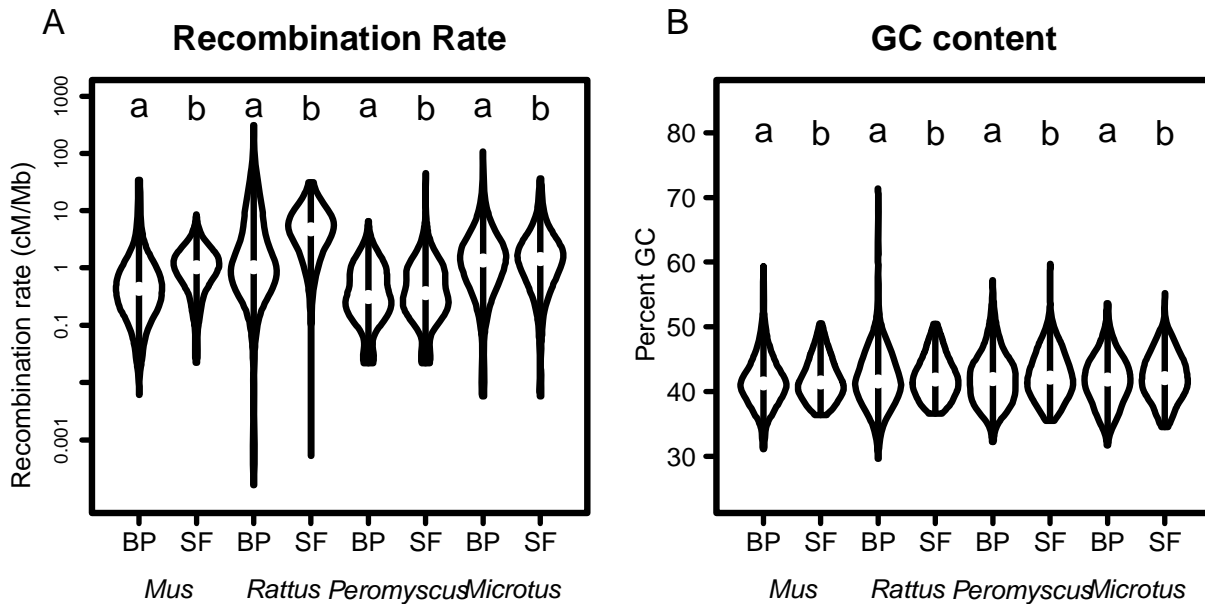 A
Recombination Rate
Recombination rate (cM/Mb)
1000
100
10
1
0.1
0.001
a b a b a b a b
BP SF BP SF BP SF BP SF
Mus Rattus Peromyscus Microtus
B
GC content
Percent GC
80
70
60
50
40
30
a b a b a b a b
BP SF BP SF BP SF BP SF
Mus Rattus Peromyscus Microtus